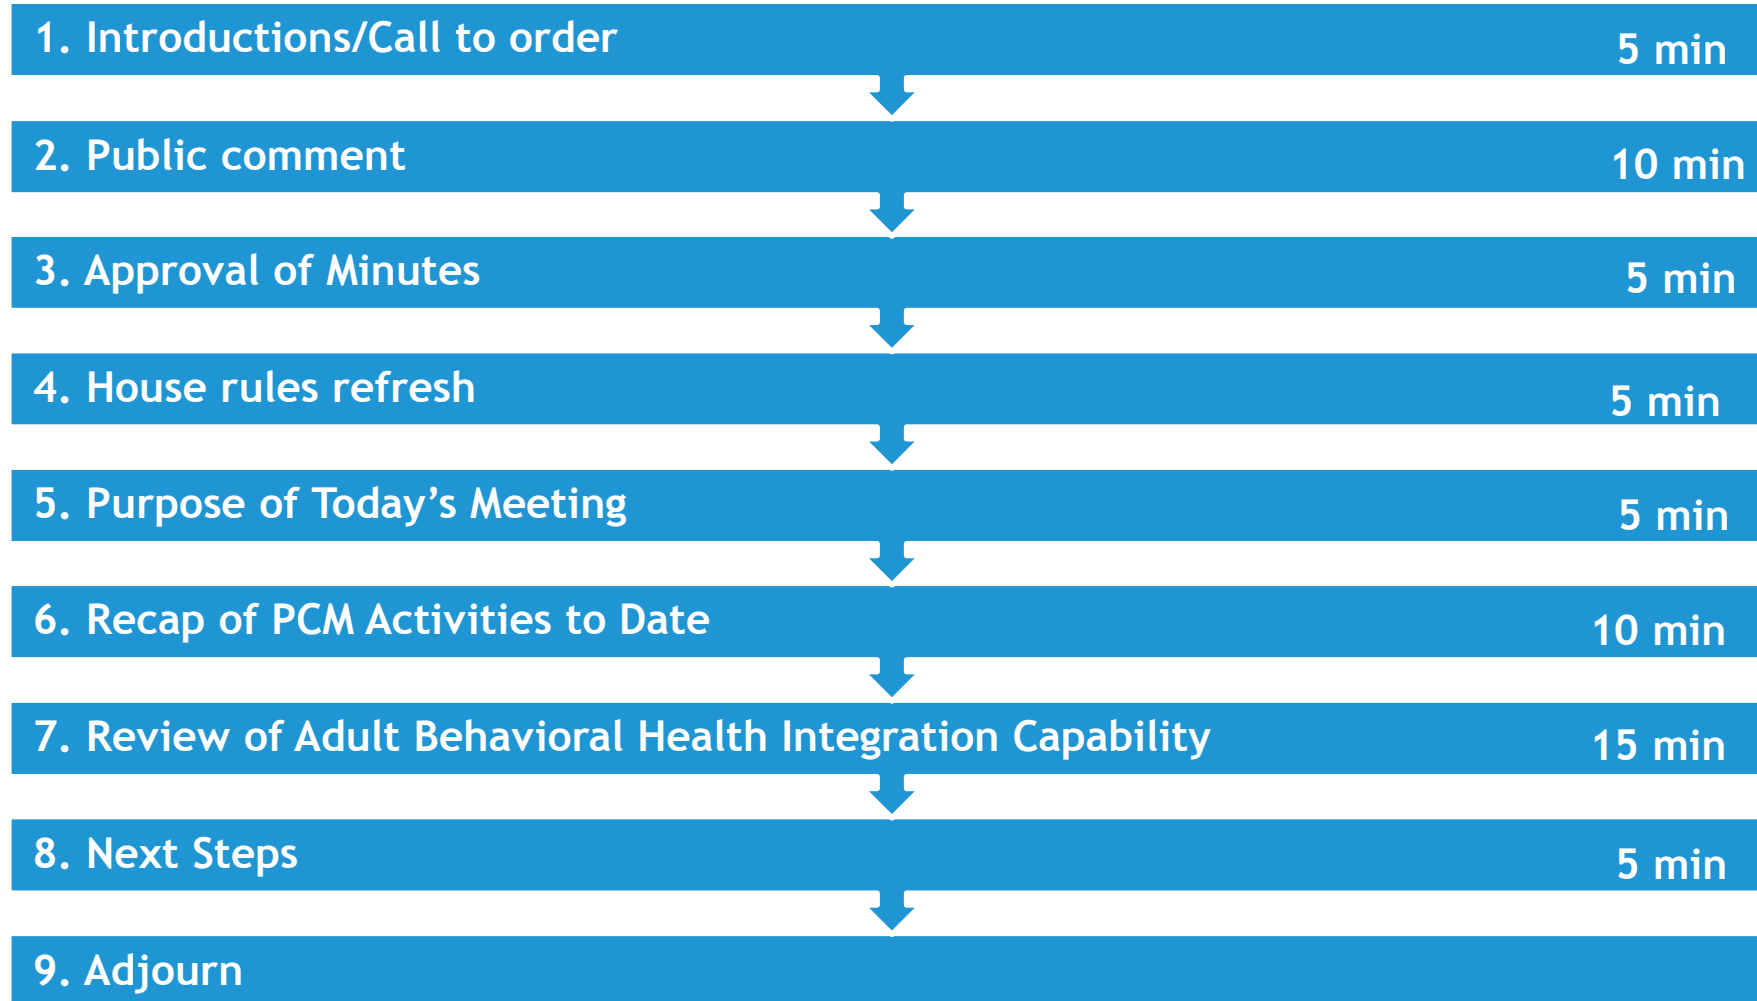 1. Introductions/Call to order 5 min
2. Public comment 10 min
3. Approval of Minutes 5 min
4. House rules refresh 5 min
5. Purpose of Today’s Meeting 5 min
6. Recap of PCM Activities to Date 10 min
7. Review of Adult Behavioral Health Integration Capability 15 min
8. Next Steps 5 min
9. Adjourn